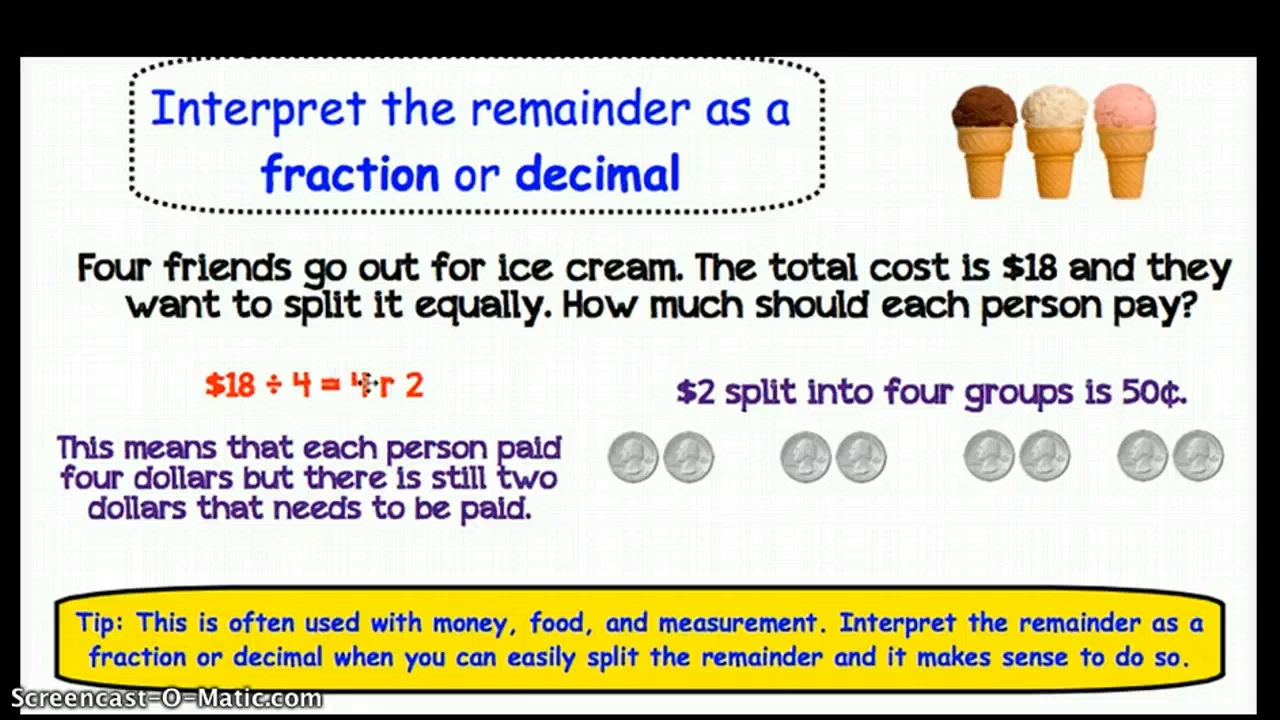 Interpret the remainder as a
fraction or decimal
Four friends go out for ice cream. The total cost is $18 and they
want to split it equally. How much should each person pay?
$18 ÷ 4 = 4 r 2
This means that each person paid
four dollars but there is still two
dollars that needs to be paid.
$2 split into four groups is 50¢.
Tip: This is often used with money, food, and measurement. Interpret the remainder as a
fraction or decimal when you can easily split the remainder and it makes sense to do so.
Screencast-O-Matic.com